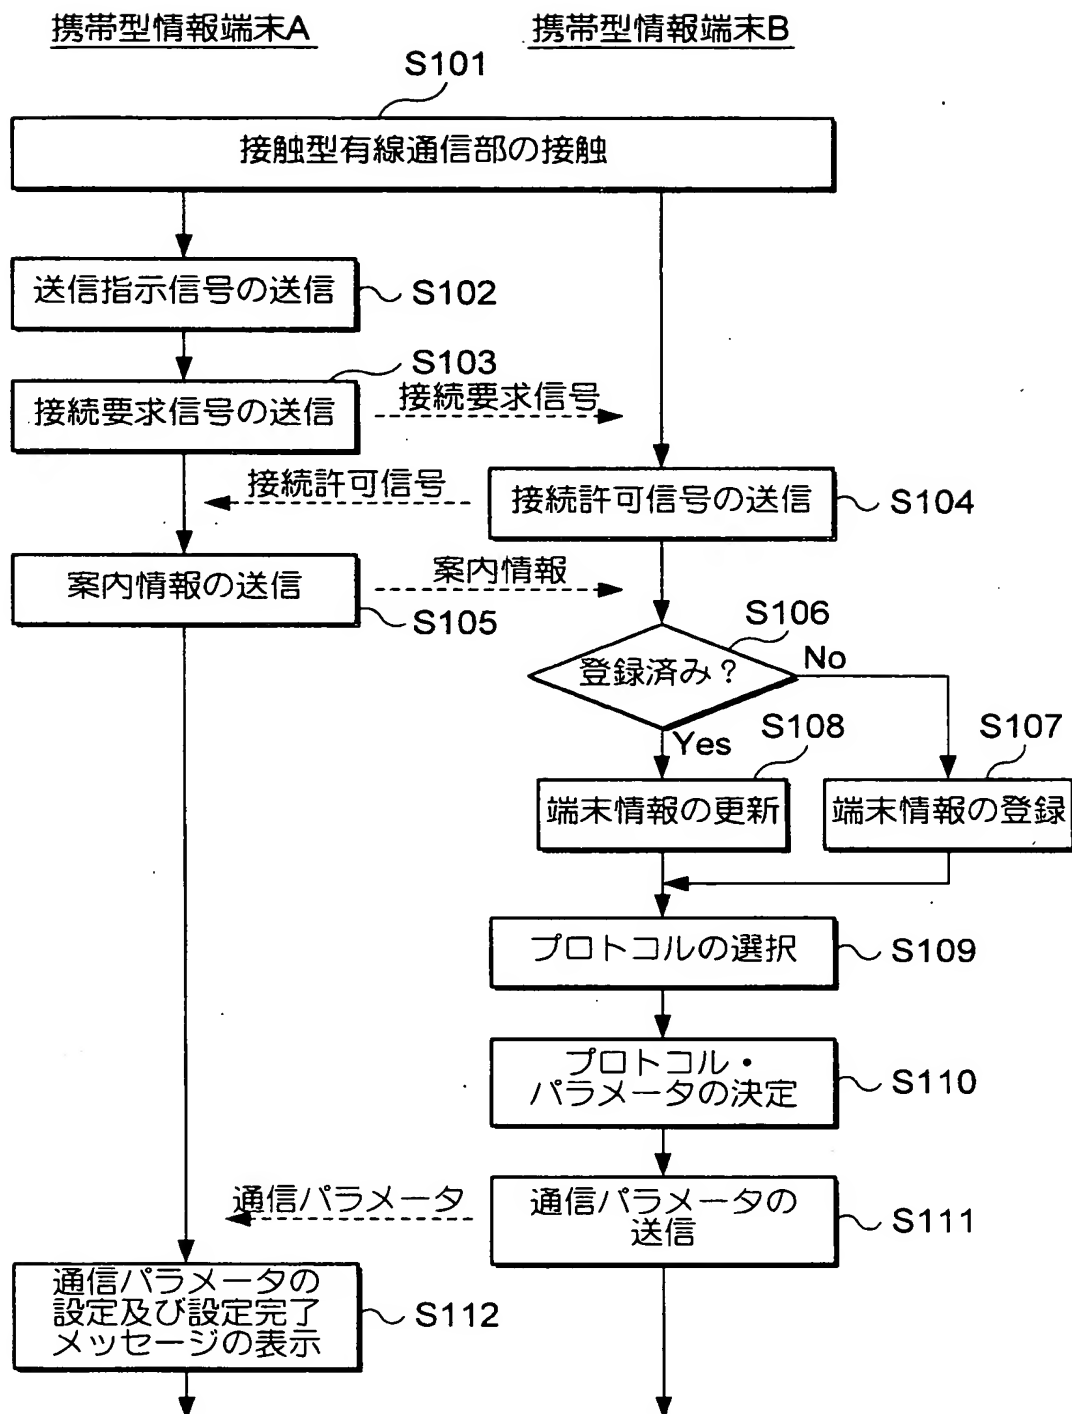 携帯型情報端末A
携帯型情報端末B
S101
接触型有線通信部の接触
送信指示信号の送信
S102
S103
接続要求信号の送信
接続要求信号
接続許可信号
接続許可信号の送信
S104
案内情報の送信
案内情報
S105
S106
登録済み?
No
Yes
S108
S107
端末情報の更新
端末情報の登録
プロトコルの選択
S109
プロトコル・
パラメータの決定
S110
通信パラメータ
通信パラメータの
送信
S111
通信パラメータの
設定及び設定完了
メッセージの表示
S112